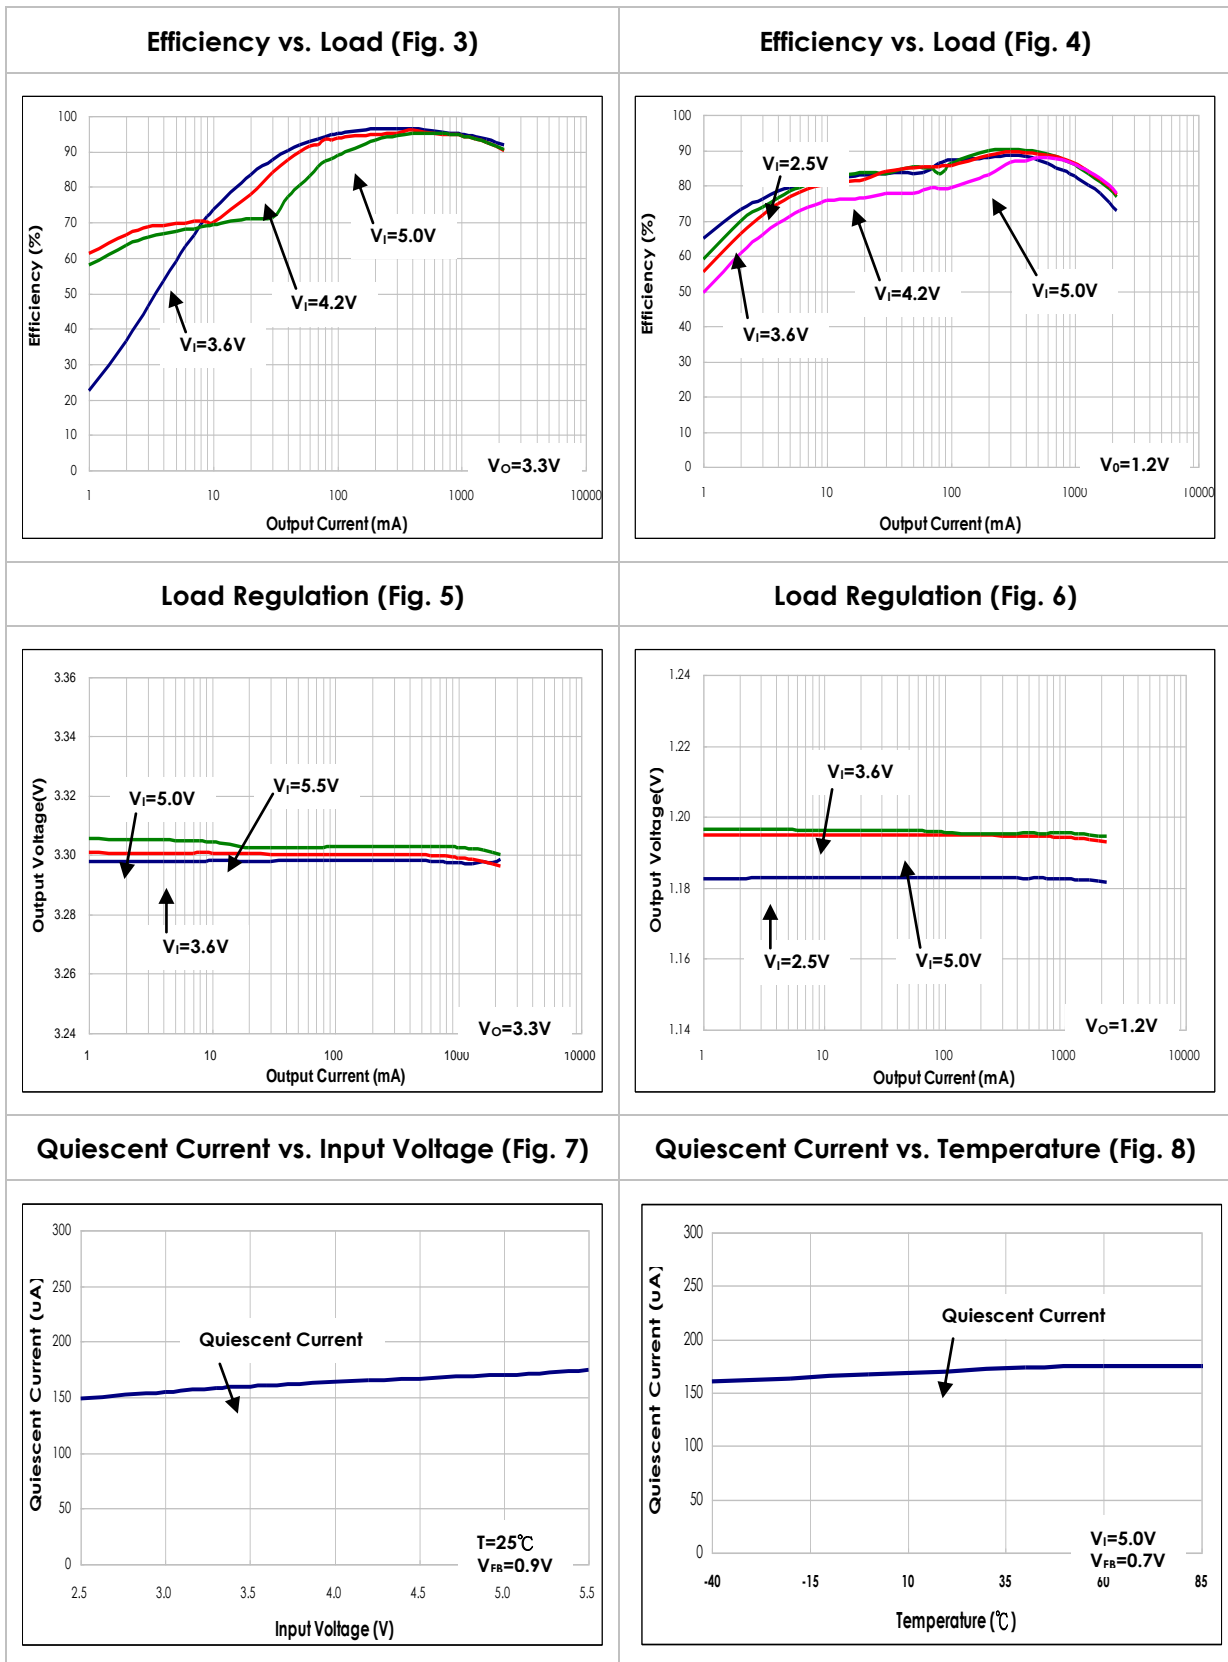 Efficiency vs. Load (Fig. 3)
Efficiency (%)
100
90
80
70
60
50
40
30
20
10
0
VI=5.0V
VI=4.2V
VI=3.6V
VO=3.3V
1 10 100 1000 10000
Output Current (mA)
Efficiency vs. Load (Fig. 4)
Efficiency (%)
100
90
80
70
60
50
40
30
20
10
0
VI=2.5V
VI=4.2V
VI=5.0V
VI=3.6V
V0=1.2V
1 10 100 1000 10000
Output Current (mA)
Load Regulation (Fig. 5)
Output Voltage(V)
3.36
3.34
3.32
3.30
3.28
3.26
3.24
VI=5.0V
VI=5.5V
VI=3.6V
VO=3.3V
1 10 100 1000 10000
Output Current (mA)
Load Regulation (Fig. 6)
Output Voltage(V)
1.24
1.22
1.20
1.18
1.16
1.14
VI=3.6V
VI=2.5V
VI=5.0V
VO=1.2V
1 10 100 1000 10000
Output Current (mA)
Quiescent Current vs. Input Voltage (Fig. 7)
Quiescent Current (uA)
300
250
200
150
100
50
0
Quiescent Current
T=25℃
VFB=0.9V
2.5 3.0 3.5 4.0 4.5 5.0 5.5
Input Voltage (V)
Quiescent Current vs. Temperature (Fig. 8)
Quiescent Current (uA)
300
250
200
150
100
50
0
Quiescent Current
VI=5.0V
VFB=0.7V
-40 -15 10 35 60 85
Temperature (℃)